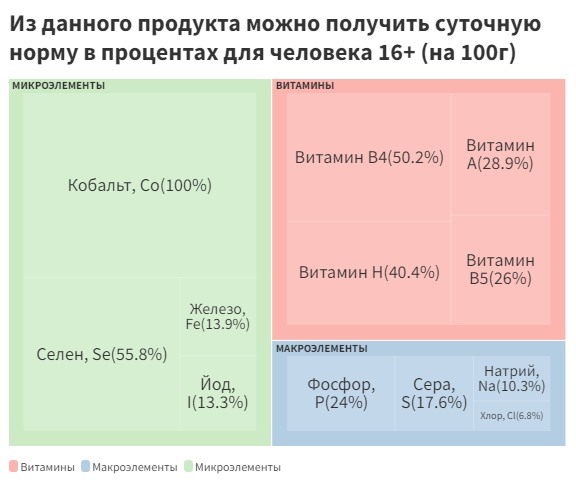 Из данного продукта можно получить суточную
норму в процентах для человека 16+ (на 100г)
МИКРОЭЛЕМЕНТЫ
Кобальт, Co(100%)
Селен, Se(55.8%)
Железо,
Fe(13.9%)
Йод,
I(13.3%)
ВИТАМИНЫ
Витамин B4(50.2%)
Витамин
A(28.9%)
Витамин H(40.4%)
Витамин
B5(26%)
МАКРОЭЛЕМЕНТЫ
Фосфор,
P(24%)
Сера,
S(17.6%)
Натрий,
Na(10.3%)
Хлор, Cl(6.8%)
Витамины
Макроэлементы
Микроэлементы